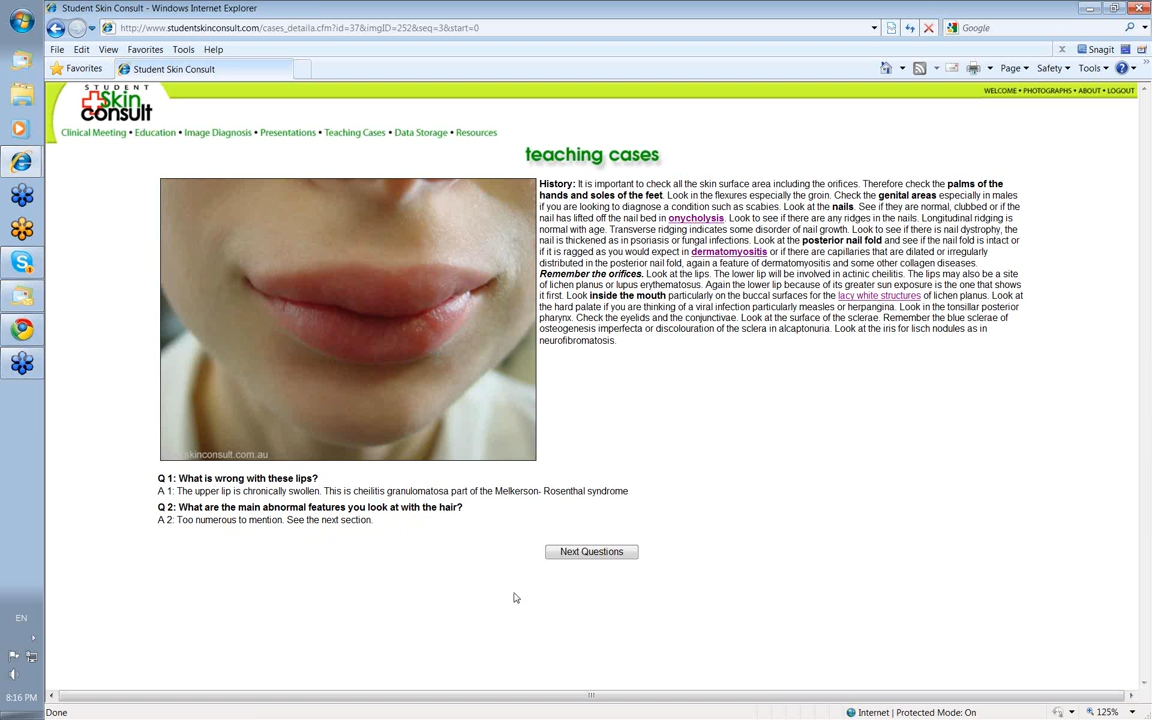 Student Skin Consult - Windows Internet Explorer
http://www.studentskinconsult.com/cases_detaila.cfm?id=37&imgID=252&seq=3&start=0
Google
File Edit View Favorites Tools Help
x Snagit
Favorites Student Skin Consult Page Safety Tools
STUDENT
Skin
consult
WELCOME • PHOTOGRAPHS • ABOUT • LOGOUT
Clinical Meeting • Education • Image Diagnosis • Presentations • Teaching Cases • Data Storage • Resources
teaching cases
History: It is important to check all the skin surface area including the orifices. Therefore check the palms of the
hands and soles of the feet. Look in the flexures especially the groin. Check the genital areas especially in males
if you are looking to diagnose a condition such as scabies. Look at the nails. See if they are normal, clubbed or if the
nail has lifted off the nail bed in onycholysis. Look to see if there are any ridges in the nails. Longitudinal ridging is
normal with age. Transverse ridging indicates some disorder of nail growth. Look to see if there is nail dystrophy, the
nail is thickened as in psoriasis or fungal infections. Look at the posterior nail fold and see if the nail fold is intact or
if it is ragged as you would expect in dermatomyositis or if there are capillaries that are dilated or irregularly
distributed in the posterior nail fold, again a feature of dermatomyositis and some other collagen diseases.
Remember the orifices. Look at the lips. The lower lip will be involved in actinic cheilitis. The lips may also be a site
of lichen planus or lupus erythematosus. Again the lower lip because of its greater sun exposure is the one that shows
it first. Look inside the mouth particularly on the buccal surfaces for the lacy white structures of lichen planus. Look at
the hard palate if you are thinking of a viral infection particularly measles or herpangina. Look in the tonsillar posterior
pharynx. Check the eyelids and the conjunctivae. Look at the surface of the sclerae. Remember the blue sclerae of
osteogenesis imperfecta or discolouration of the sclera in alcaptonuria. Look at the iris for lisch nodules as in
neurofibromatosis.
skinconsult.com.au
Q 1: What is wrong with these lips?
A 1: The upper lip is chronically swollen. This is cheilitis granulomatosa part of the Melkerson- Rosenthal syndrome
Q 2: What are the main abnormal features you look at with the hair?
A 2: Too numerous to mention. See the next section.
Next Questions
EN
8:16 PM
Done Internet | Protected Mode: On 125%